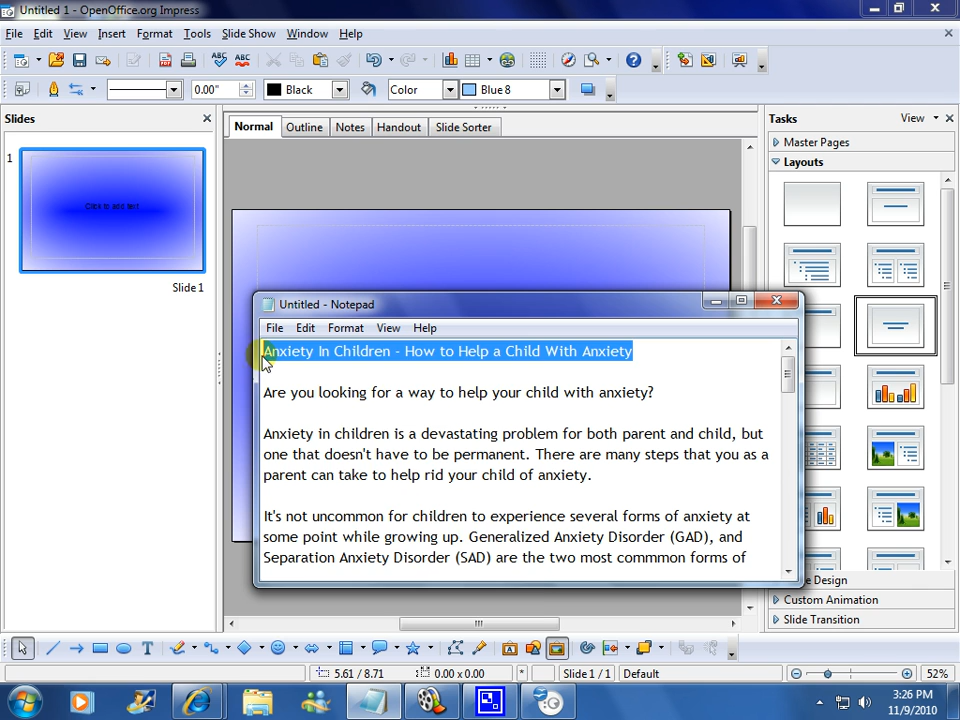 Untitled 1 - OpenOffice.org Impress
File Edit View Insert Format Tools Slide Show Window Help
0.00" Black Color Blue 8
Slides
Normal Outline Notes Handout Slide Sorter
Tasks View
Master Pages
Layouts
1
Click to add text
Slide 1
Untitled - Notepad
File Edit Format View Help
Anxiety In Children - How to Help a Child With Anxiety
Are you looking for a way to help your child with anxiety?
Anxiety in children is a devastating problem for both parent and child, but
one that doesn't have to be permanent. There are many steps that you as a
parent can take to help rid your child of anxiety.
It's not uncommon for children to experience several forms of anxiety at
some point while growing up. Generalized Anxiety Disorder (GAD), and
Separation Anxiety Disorder (SAD) are the two most commmon forms of
Design
Custom Animation
Slide Transition
5.61 / 8.71 0.00 x 0.00 * Slide 1 / 1 Default 52%
3:26 PM
11/9/2010